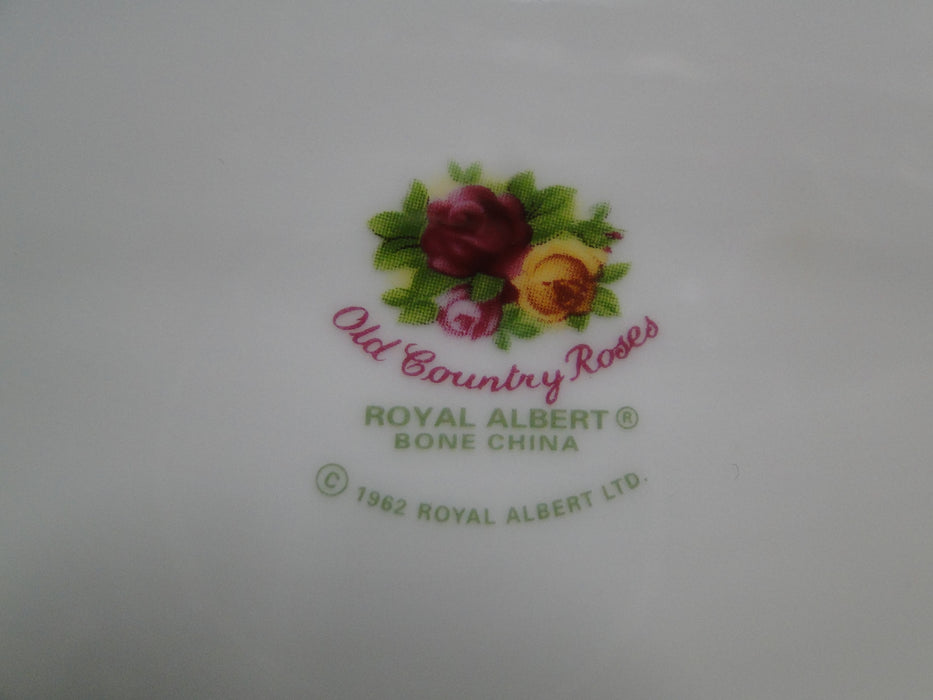 Old Country Roses
ROYAL ALBERT ®
BONE CHINA
© 1962 ROYAL ALBERT LTD.